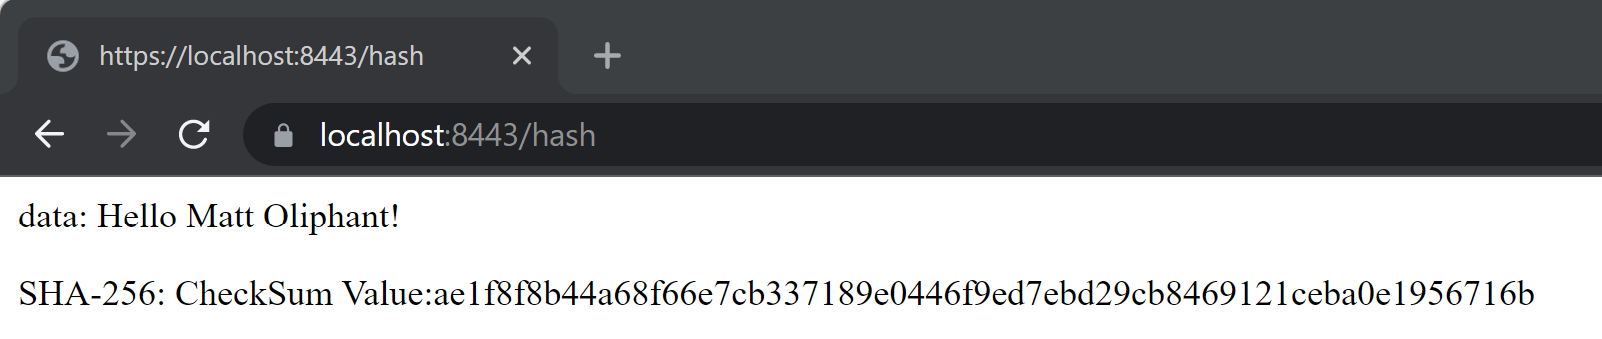 https://localhost:8443/hash
localhost:8443/hash
data: Hello Matt Oliphant!
SHA-256: CheckSum Value:ae1f8f8b44a68f66e7cb337189e0446f9ed7ebd29cb8469121ceba0e1956716b